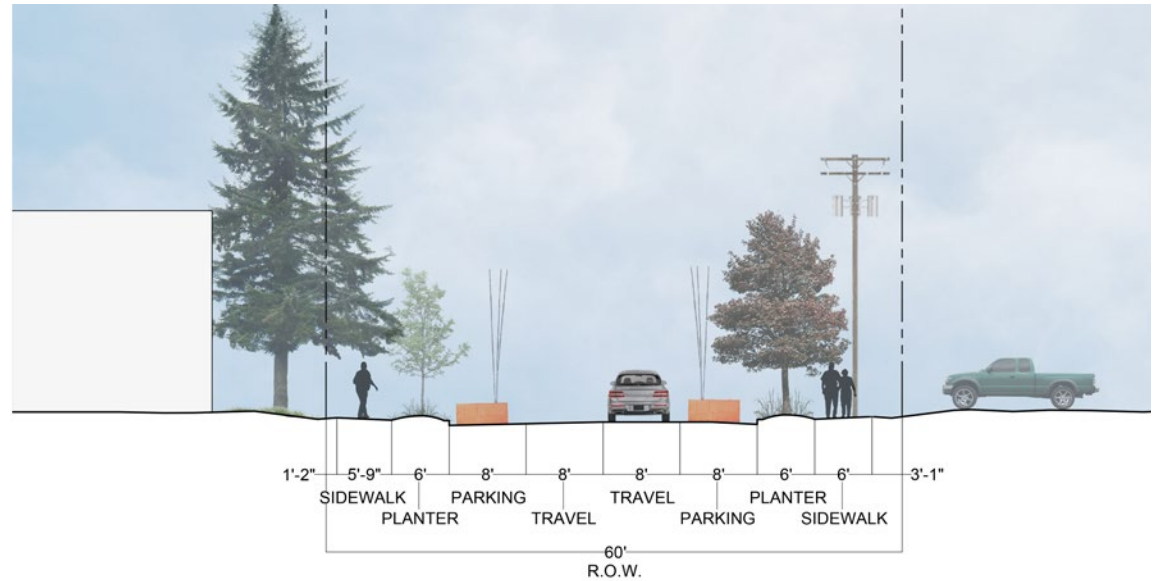 1'-2" 5'-9" 6' 8' 8' 8' 8' 6' 6' 3'-1"
SIDEWALK PARKING TRAVEL PLANTER
PLANTER TRAVEL PARKING SIDEWALK
60'
R.O.W.